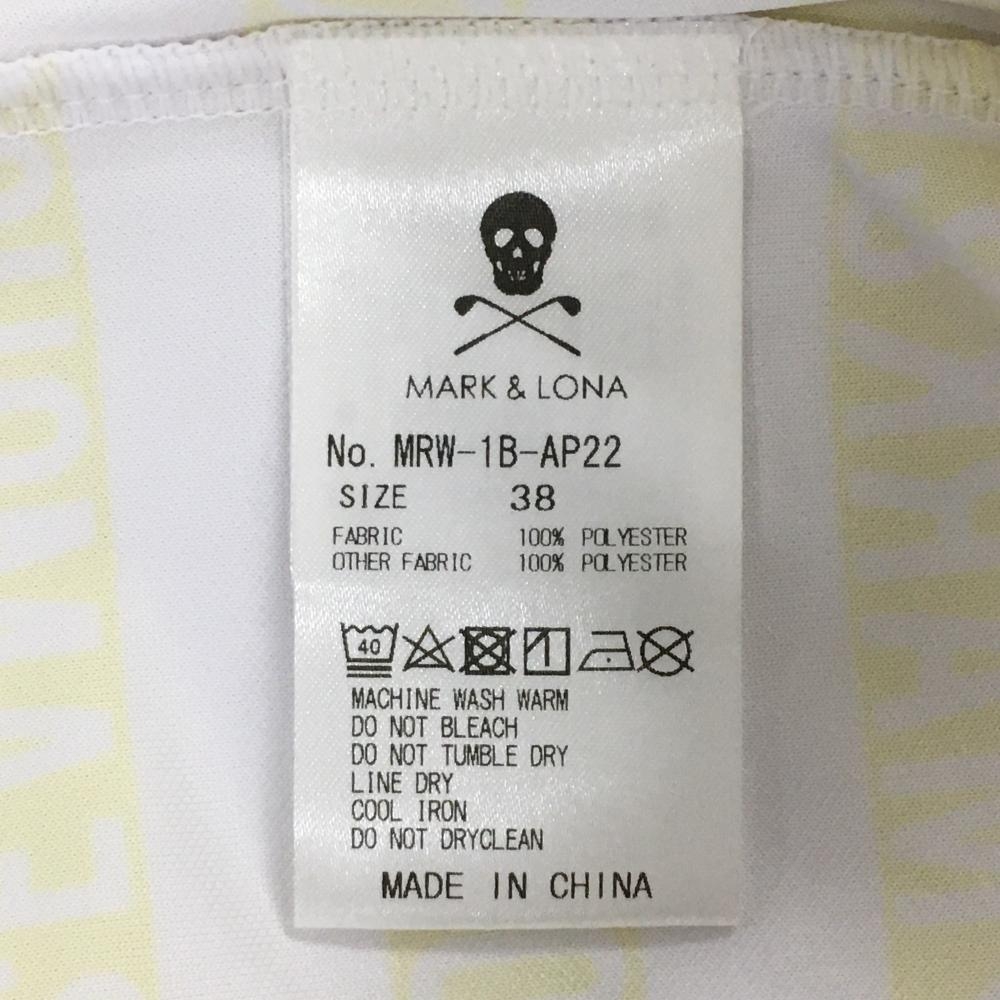 MARK & LONA
No. MRW-1B-AP22
SIZE 38
FABRIC 100% POLYESTER
OTHER FABRIC 100% POLYESTER
40
MACHINE WASH WARM
DO NOT BLEACH
DO NOT TUMBLE DRY
LINE DRY
COOL IRON
DO NOT DRYCLEAN
MADE IN CHINA